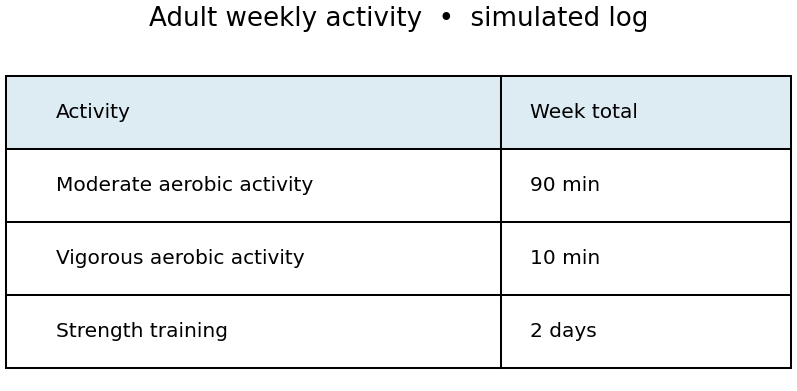 Adult weekly activity • simulated log
Activity Week total
Moderate aerobic activity 90 min
Vigorous aerobic activity 10 min
Strength training 2 days